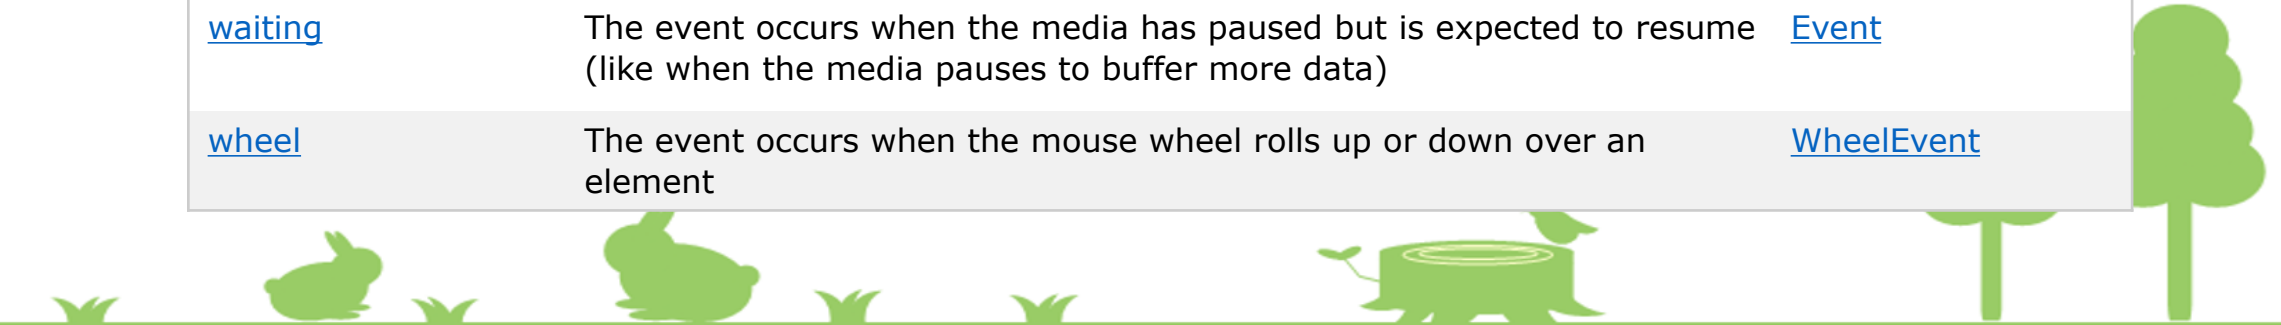 waiting The event occurs when the media has paused but is expected to resume Event
(like when the media pauses to buffer more data)
wheel The event occurs when the mouse wheel rolls up or down over an WheelEvent
element